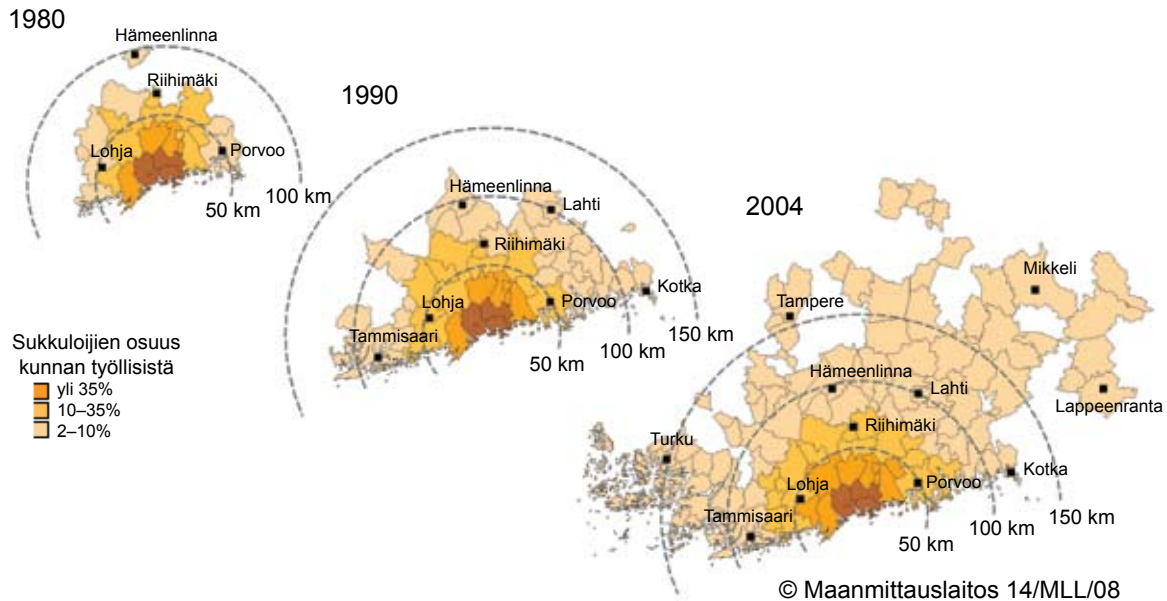 1980
Hämeenlinna
Riihimäki
Lohja
Porvoo
50 km
100 km
1990
Hämeenlinna
Lahti
Riihimäki
Lohja
Porvoo
Kotka
Tammisaari
50 km
100 km
150 km
2004
Mikkeli
Tampere
Hämeenlinna
Lahti
Lappeenranta
Riihimäki
Turku
Kotka
Lohja
Porvoo
Tammisaari
50 km
100 km
150 km
Sukkuloijien osuus
kunnan työllisistä
yli 35%
10–35%
2–10%
© Maanmittauslaitos 14/MLL/08